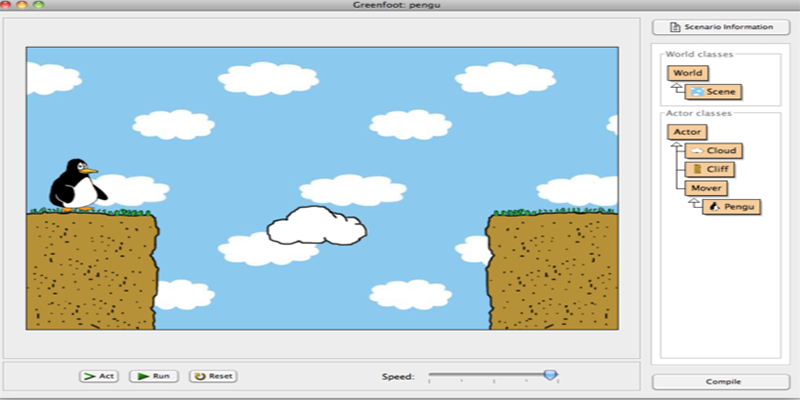 Greenfoot: pengu
Scenario Information
World classes
World
Scene
Actor classes
Actor
Cloud
Cliff
Mover
Pengu
Act
Run
Reset
Speed:
Compile